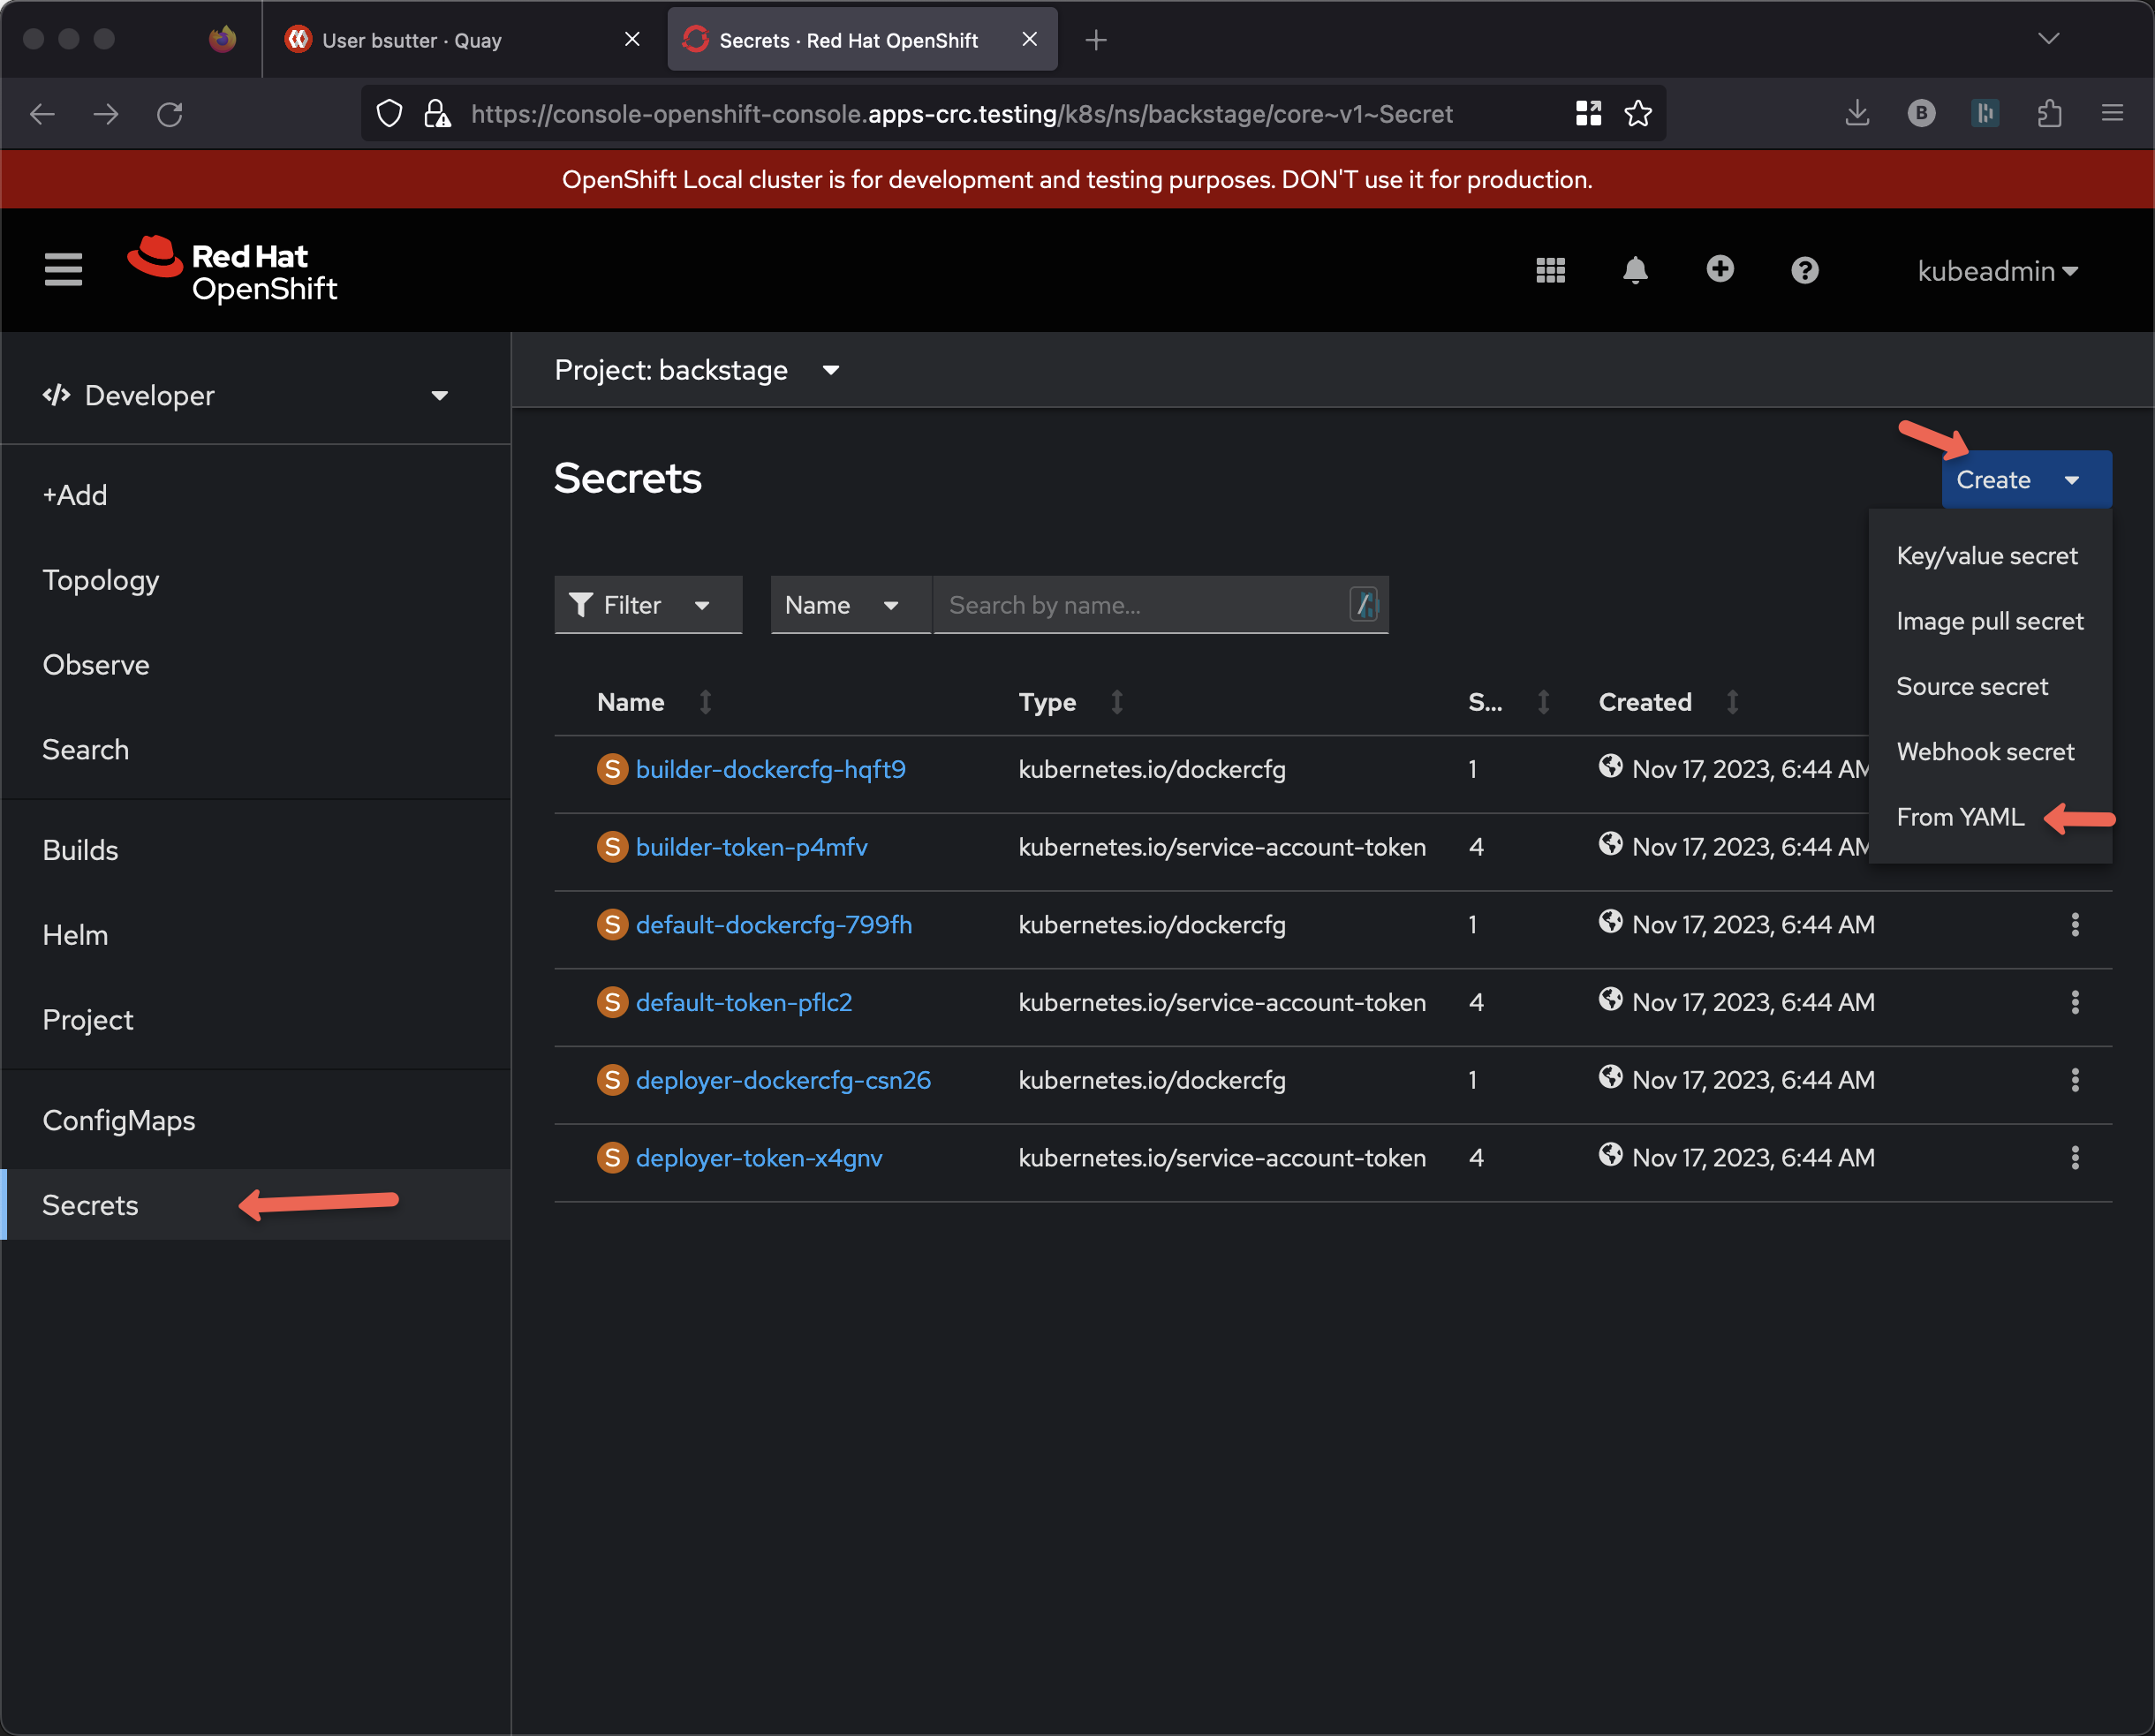 User bsutter · Quay
Secrets · Red Hat OpenShift
https://console-openshift-console.apps-crc.testing/k8s/ns/backstage/core~v1~Secret
B
OpenShift Local cluster is for development and testing purposes. DON'T use it for production.
Red Hat
OpenShift
kubeadmin
Developer
Project: backstage
+Add
Topology
Observe
Search
Builds
Helm
Project
ConfigMaps
Secrets
Secrets
Create
Key/value secret
Image pull secret
Source secret
Webhook secret
From YAML
Filter
Name
Search by name...
/
Name Type S... Created
S builder-dockercfg-hqft9 kubernetes.io/dockercfg 1 Nov 17, 2023, 6:44 AM
S builder-token-p4mfv kubernetes.io/service-account-token 4 Nov 17, 2023, 6:44 AM
S default-dockercfg-799fh kubernetes.io/dockercfg 1 Nov 17, 2023, 6:44 AM
S default-token-pflc2 kubernetes.io/service-account-token 4 Nov 17, 2023, 6:44 AM
S deployer-dockercfg-csn26 kubernetes.io/dockercfg 1 Nov 17, 2023, 6:44 AM
S deployer-token-x4gnv kubernetes.io/service-account-token 4 Nov 17, 2023, 6:44 AM